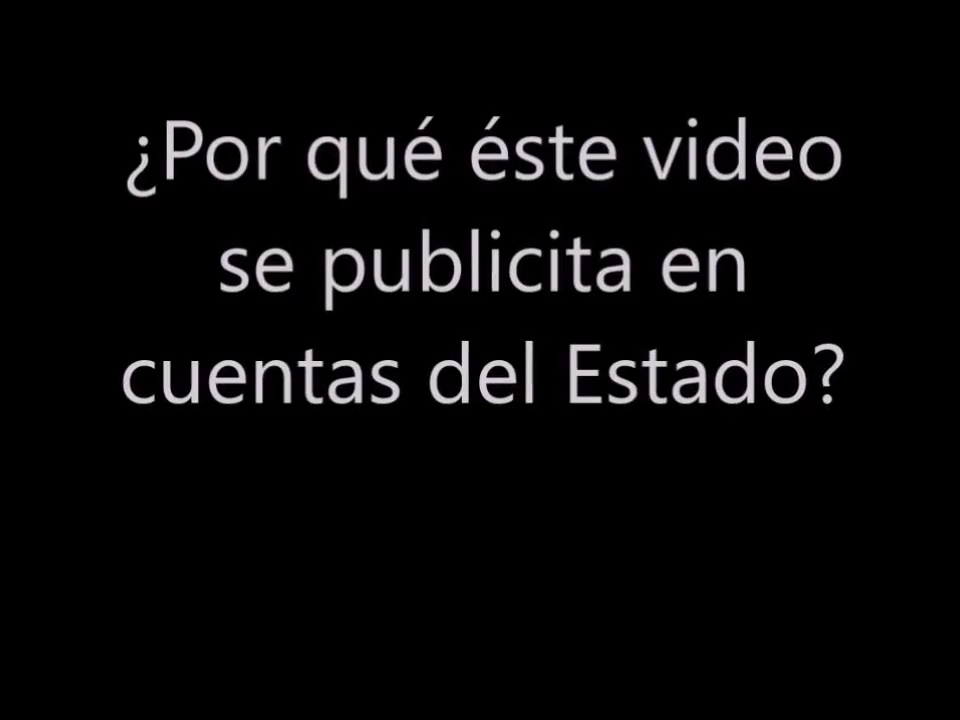 ¿Por qué éste video
se publicita en
cuentas del Estado?